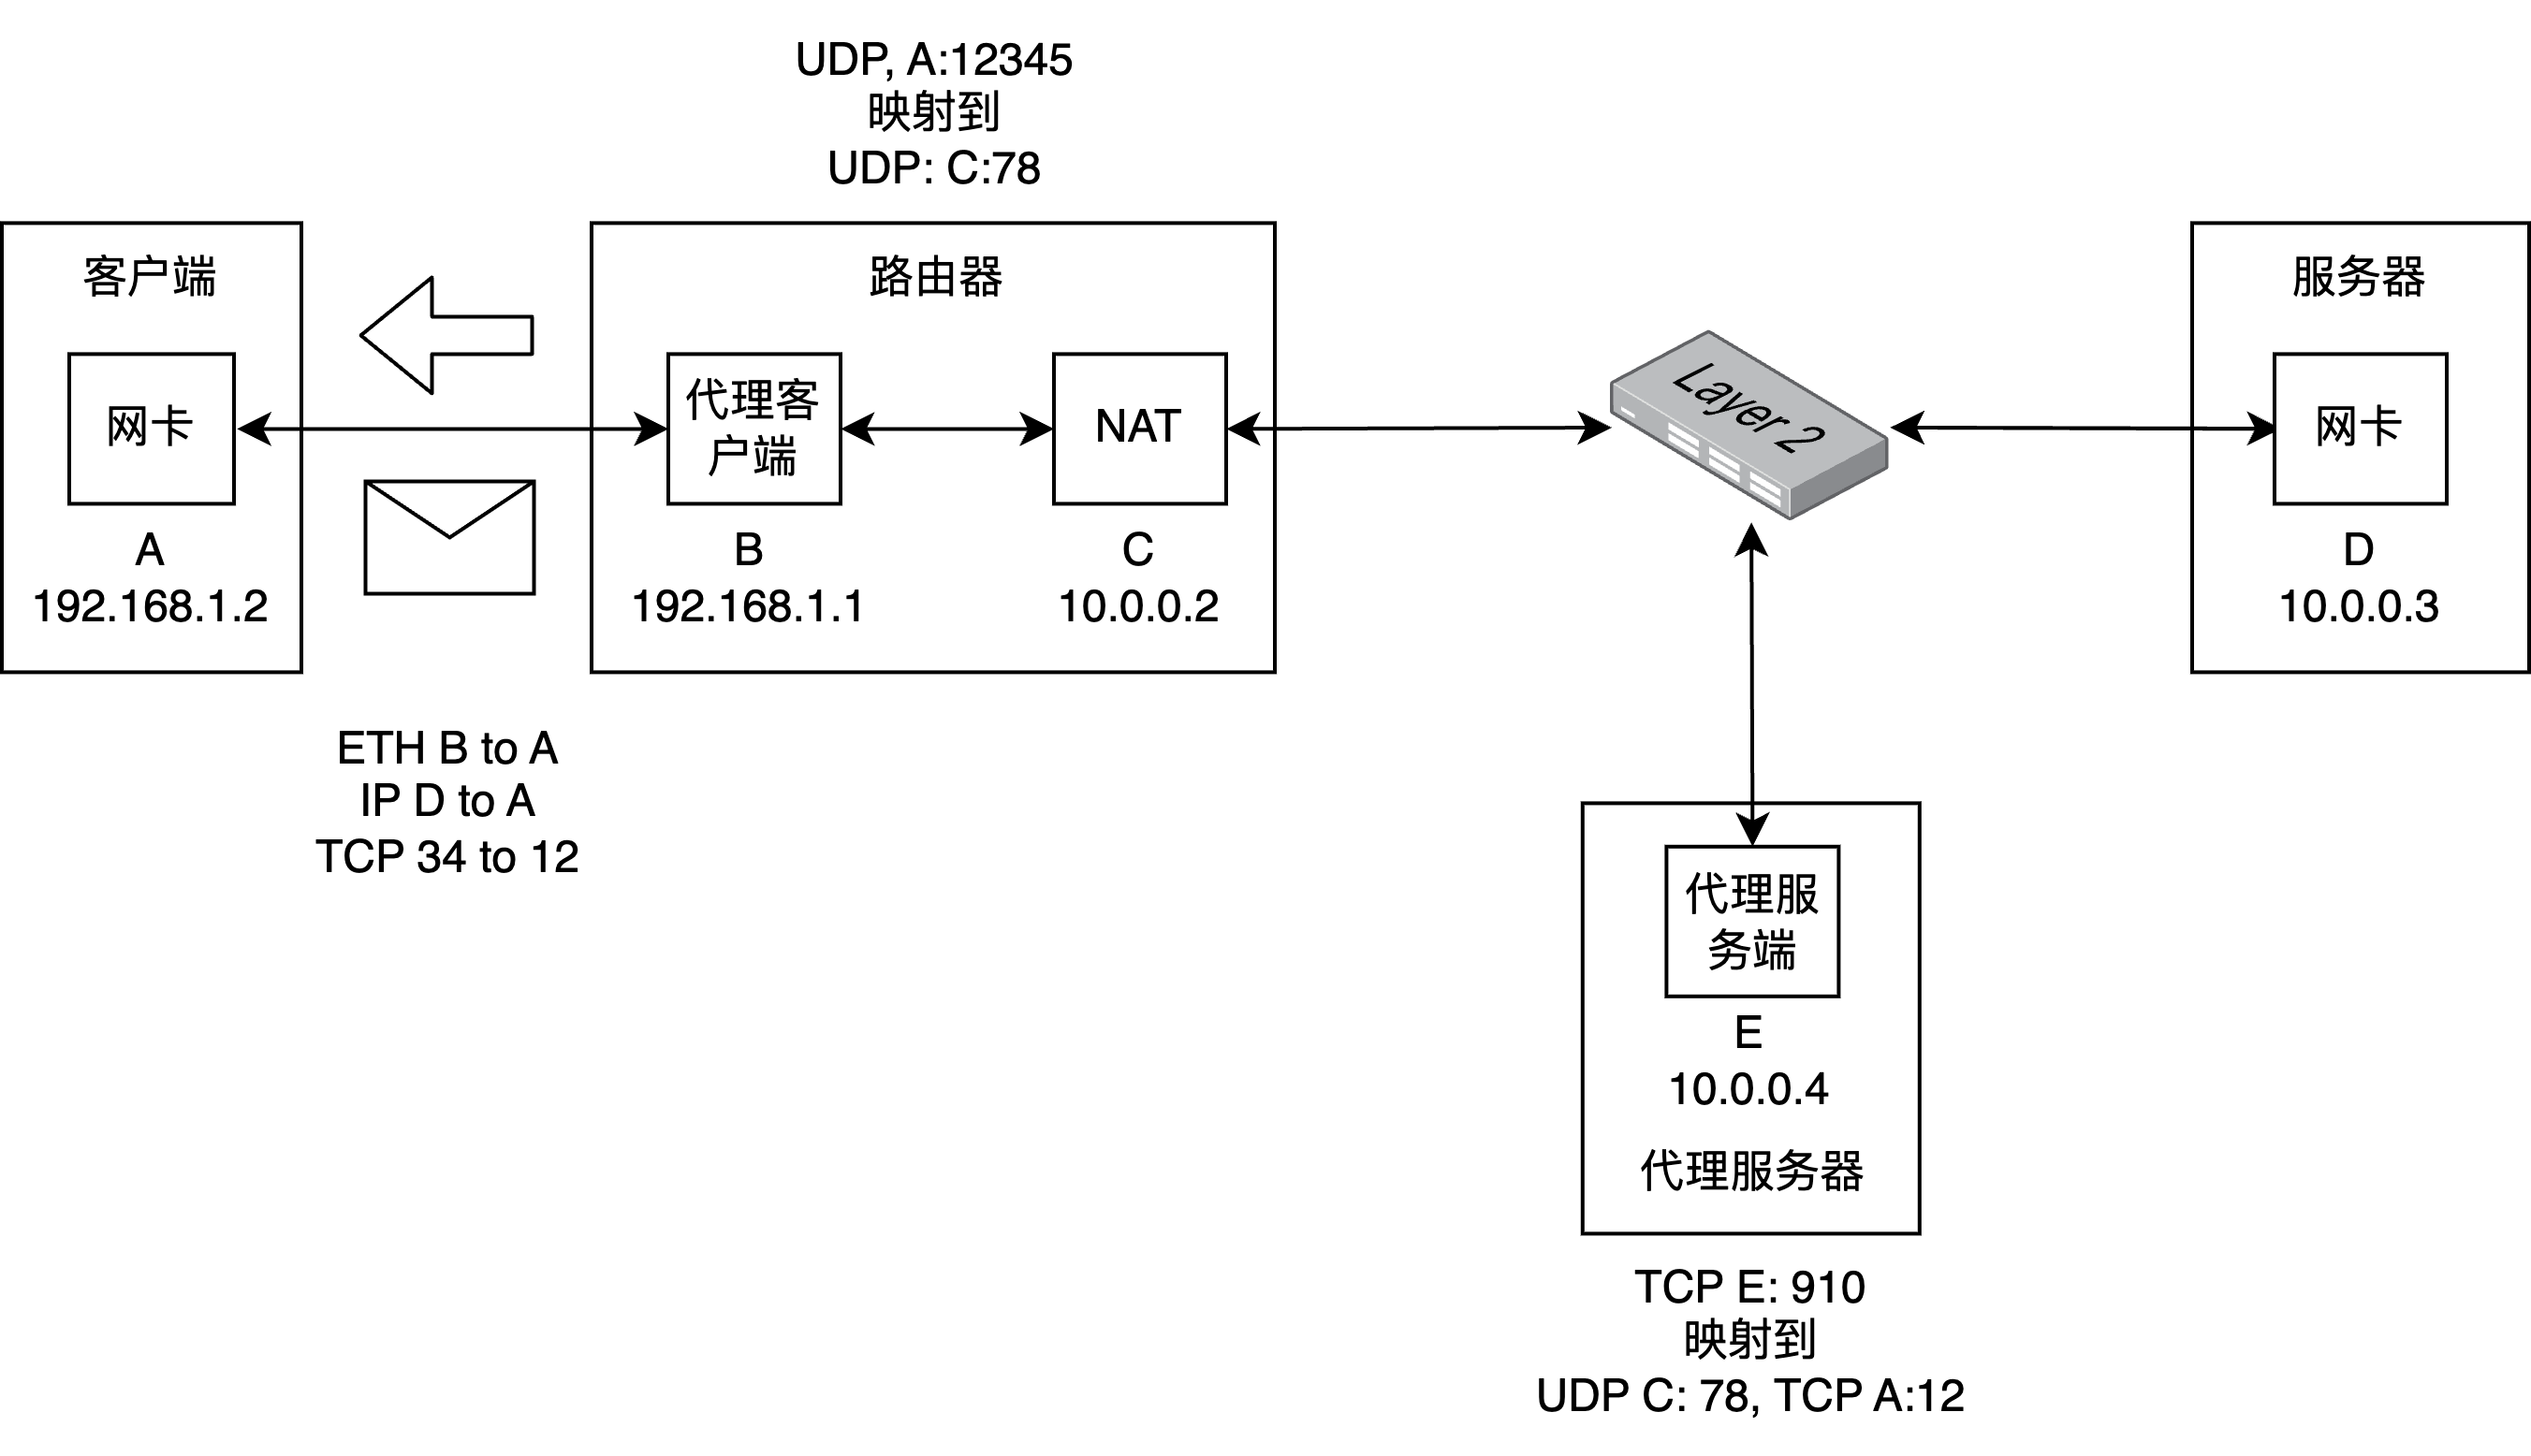 UDP, A:12345
映射到
UDP: C:78
客户端
网卡
A
192.168.1.2
ETH B to A
IP D to A
TCP 34 to 12
路由器
代理客
户端
B
192.168.1.1
NAT
C
10.0.0.2
Layer 2
服务器
网卡
D
10.0.0.3
代理服
务端
E
10.0.0.4
代理服务器
TCP E: 910
映射到
UDP C: 78, TCP A:12